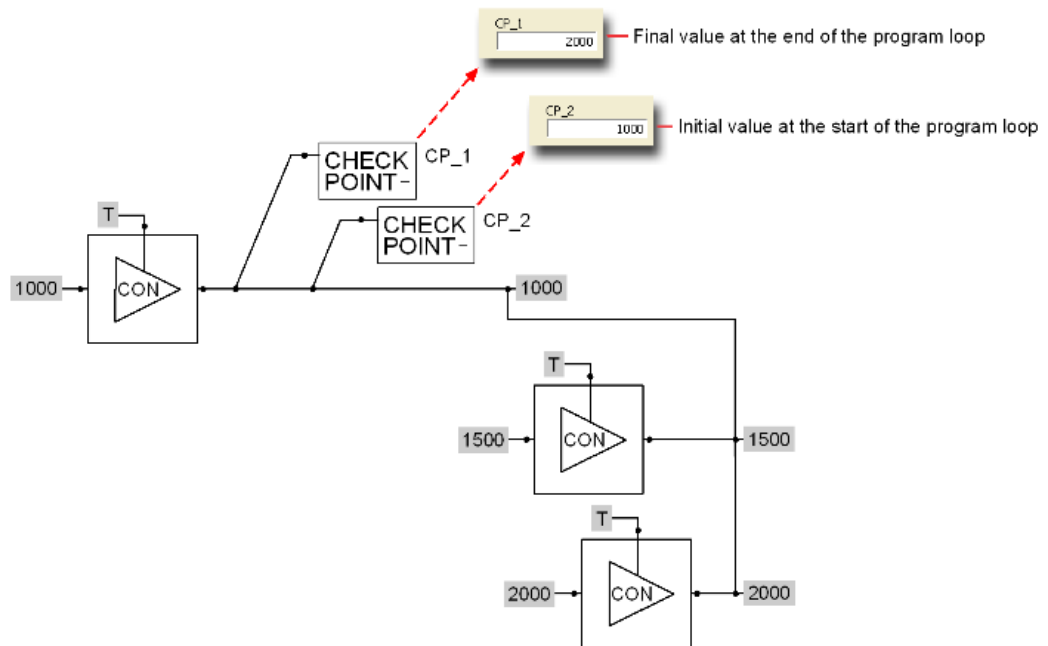 CP_1
2000
Final value at the end of the program loop
CP_2
1000
Initial value at the start of the program loop
CHECK
POINT-
CP_1
CHECK
POINT-
CP_2
T
1000
CON
1000
T
1500
CON
1500
T
2000
CON
2000